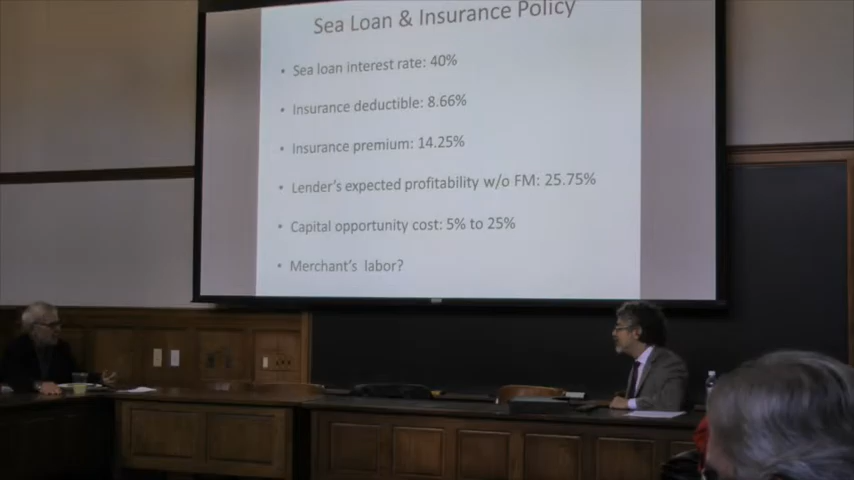 Sea Loan & Insurance Policy
• Sea loan interest rate: 40%
• Insurance deductible: 8.66%
• Insurance premium: 14.25%
• Lender's expected profitability w/o FM: 25.75%
• Capital opportunity cost: 5% to 25%
• Merchant's labor?